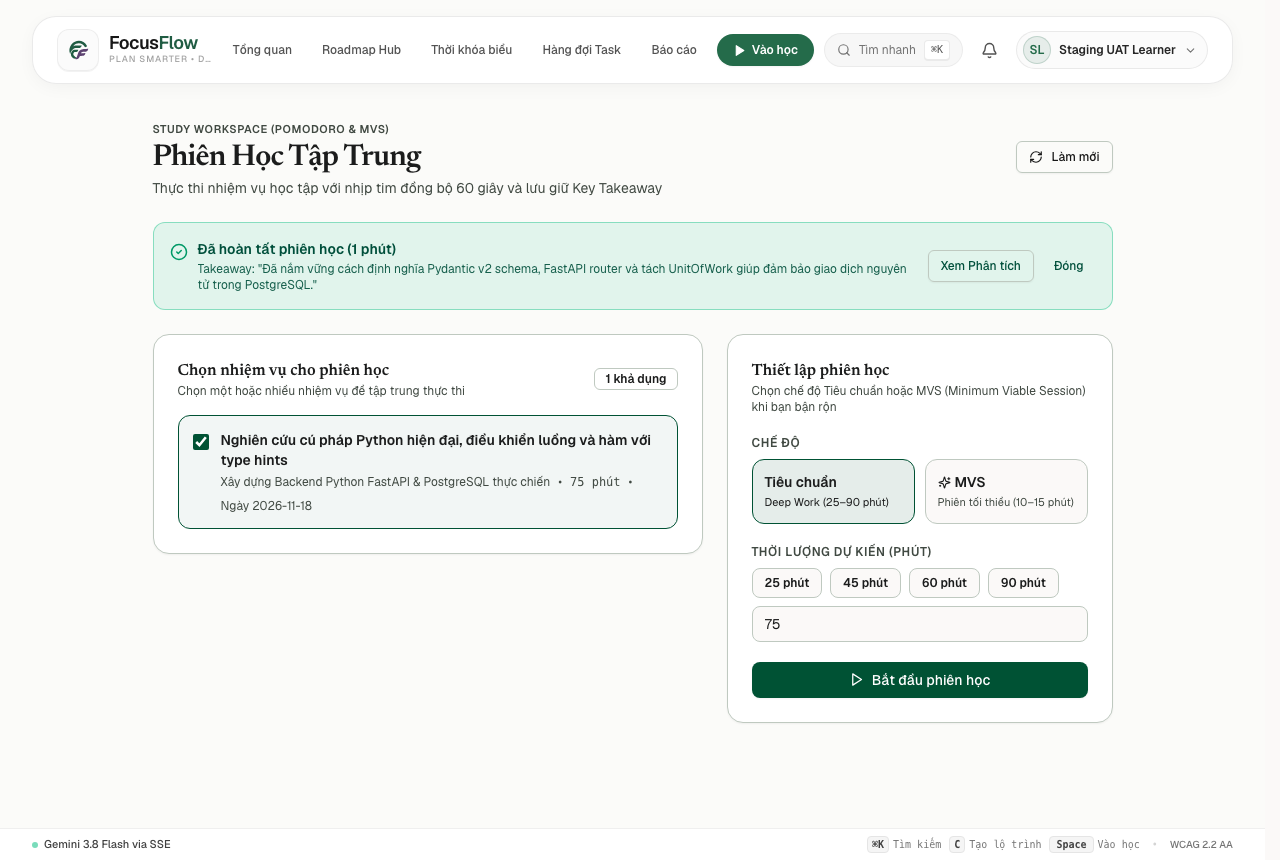 FocusFlow
PLAN SMARTER • D...
Tổng quan
Roadmap Hub
Thời khóa biểu
Hàng đợi Task
Báo cáo
Vào học
Tìm nhanh
⌘K
SL
Staging UAT Learner
STUDY WORKSPACE (POMODORO & MVS)
Phiên Học Tập Trung
Thực thi nhiệm vụ học tập với nhịp tim đồng bộ 60 giây và lưu giữ Key Takeaway
Làm mới
Đã hoàn tất phiên học (1 phút)
Takeaway: "Đã nắm vững cách định nghĩa Pydantic v2 schema, FastAPI router và tách UnitOfWork giúp đảm bảo giao dịch nguyên
tử trong PostgreSQL."
Xem Phân tích
Đóng
Chọn nhiệm vụ cho phiên học
Chọn một hoặc nhiều nhiệm vụ để tập trung thực thi
1 khả dụng
Nghiên cứu cú pháp Python hiện đại, điều khiển luồng và hàm với
type hints
Xây dựng Backend Python FastAPI & PostgreSQL thực chiến • 75 phút •
Ngày 2026-11-18
Thiết lập phiên học
Chọn chế độ Tiêu chuẩn hoặc MVS (Minimum Viable Session)
khi bạn bận rộn
CHẾ ĐỘ
Tiêu chuẩn
Deep Work (25–90 phút)
MVS
Phiên tối thiểu (10–15 phút)
THỜI LƯỢNG DỰ KIẾN (PHÚT)
25 phút
45 phút
60 phút
90 phút
75
Bắt đầu phiên học
Gemini 3.8 Flash via SSE
⌘K Tìm kiếm
C Tạo lộ trình
Space Vào học
•
WCAG 2.2 AA